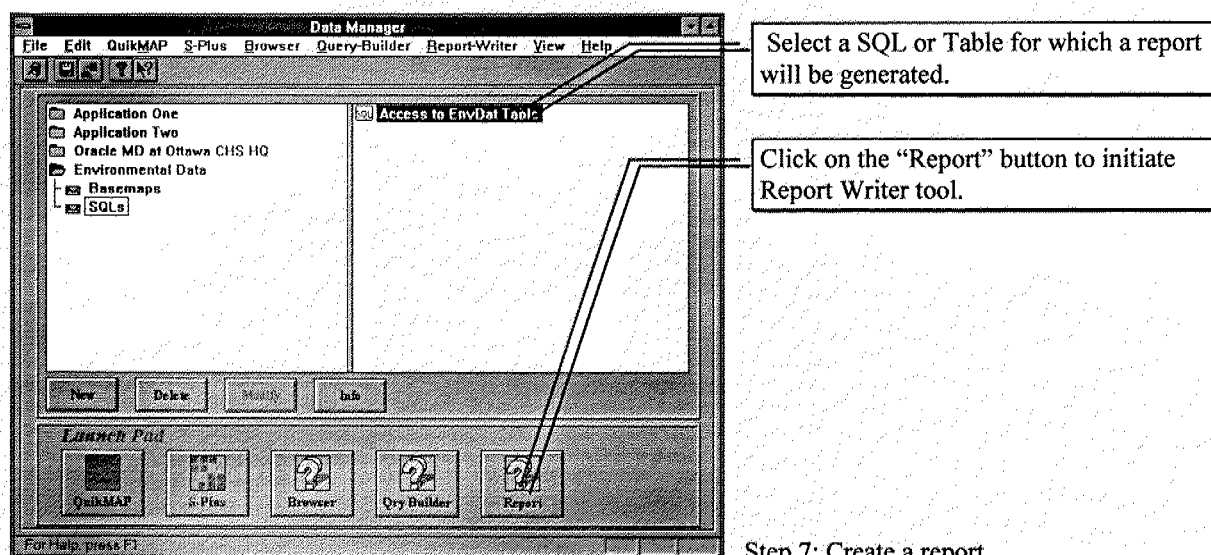 Data Manager
File Edit QuikMAP S-Plus Browser Query-Builder Report-Writer View Help
Application One
Application Two
Oracle MD at Ottawa CHS HQ
Environmental Data
Basemaps
SQLs
SQL Access to EnvDat Table
New Delete Modify Info
Launch Pad
QuikMAP S-Plus Browser Qry Builder Report
For Help, press F1
Select a SQL or Table for which a report
will be generated.
Click on the “Report” button to initiate
Report Writer tool.
Step 7: Create a report